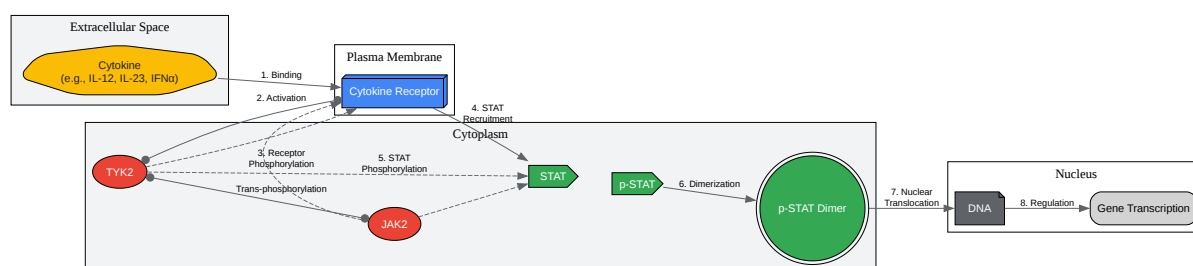 Extracellular Space
Cytokine
(e.g., IL-12, IL-23, IFNα)
1. Binding
Plasma Membrane
Cytokine Receptor
2. Activation
4. STAT
Recruitment
Cytoplasm
TYK2
3. Receptor
Phosphorylation
5. STAT
Phosphorylation
Trans-phosphorylation
JAK2
STAT
p-STAT
6. Dimerization
p-STAT Dimer
7. Nuclear
Translocation
Nucleus
DNA
8. Regulation
Gene Transcription